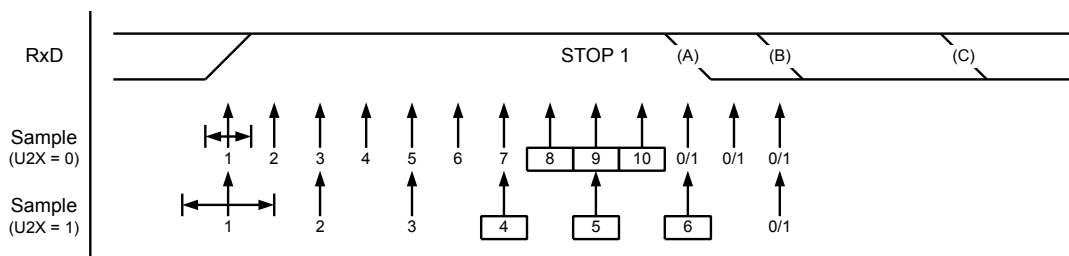 RxD STOP 1 (A) (B) (C)
Sample
(U2X = 0)
1 2 3 4 5 6 7 8 9 10 0/1 0/1 0/1
Sample
(U2X = 1)
1 2 3 4 5 6 0/1